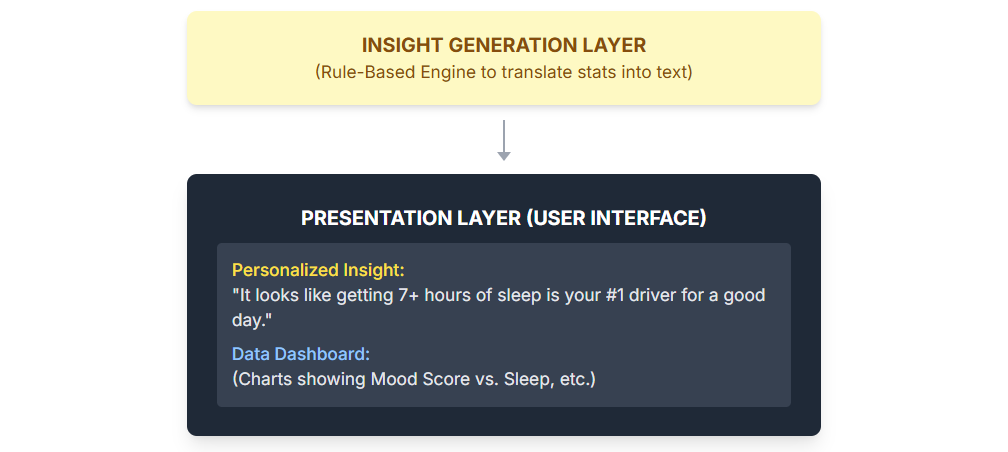 INSIGHT GENERATION LAYER
(Rule-Based Engine to translate stats into text)
PRESENTATION LAYER (USER INTERFACE)
Personalized Insight:
"It looks like getting 7+ hours of sleep is your #1 driver for a good
day."
Data Dashboard:
(Charts showing Mood Score vs. Sleep, etc.)